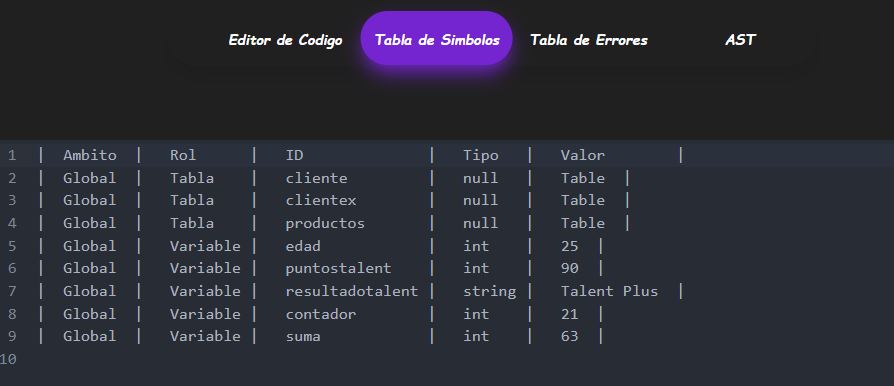 Editor de Codigo Tabla de Simbolos Tabla de Errores AST
1 | Ambito | Rol | ID | Tipo | Valor |
2 | Global | Tabla | cliente | null | Table |
3 | Global | Tabla | clientex | null | Table |
4 | Global | Tabla | productos | null | Table |
5 | Global | Variable | edad | int | 25 |
6 | Global | Variable | puntostalent | int | 90 |
7 | Global | Variable | resultadotalent | string | Talent Plus |
8 | Global | Variable | contador | int | 21 |
9 | Global | Variable | suma | int | 63 |
10